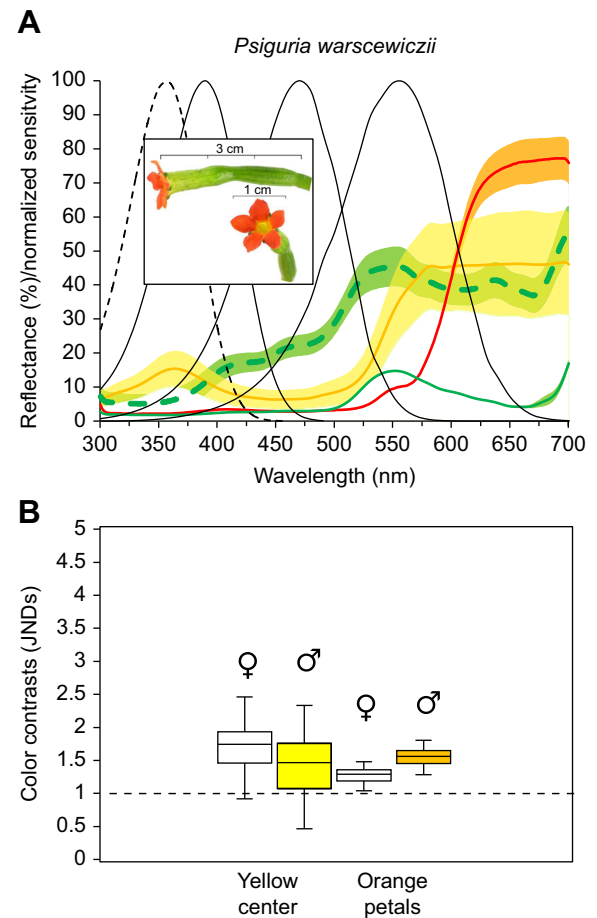 A
Psiguria warscewiczii
Reflectance (%)/normalized sensitvity
100
90
80
70
60
50
40
30
20
10
0
3 cm
1 cm
300 350 400 450 500 550 600 650 700
Wavelength (nm)
B
Color contrasts (JNDs)
5
4.5
4
3.5
3
2.5
2
1.5
1
0.5
0
♀ ♂ ♀ ♂
Yellow center
Orange petals